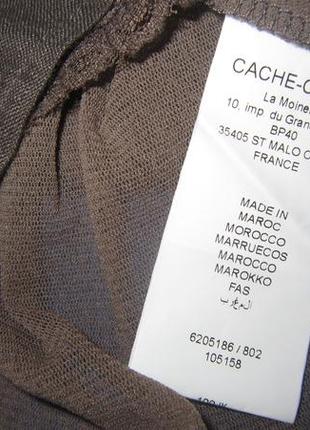 CACHE-C
La Moine
10. imp. du Gran
BP40
35405 ST MALO C
FRANCE
MADE IN
MAROC
MOROCCO
MARRUECOS
MAROCCO
MAROKKO
FAS
المغرب
6205186 / 802
105158